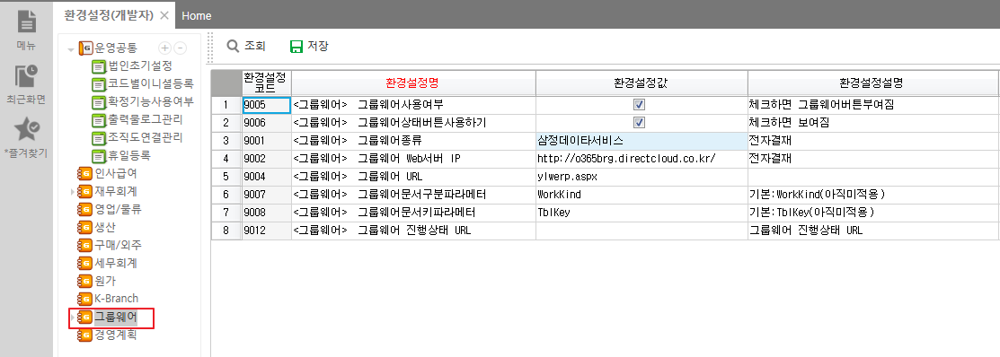 환경설정(개발자) ×
Home
메뉴
최근화면
*즐겨찾기
운영공통
법인초기설정
코드별이니셜등록
확정기능사용여부
출력물로그관리
조직도연결관리
휴일등록
인사급여
재무회계
영업/물류
생산
구매/외주
세무회계
원가
K-Branch
그룹웨어
경영계획
조회 저장
환경설정 코드 환경설정명 환경설정값 환경설정설명
1 9005 <그룹웨어> 그룹웨어사용여부 체크하면 그룹웨어버튼부여짐
2 9006 <그룹웨어> 그룹웨어상태버튼사용하기 체크하면 보여짐
3 9001 <그룹웨어> 그룹웨어종류 삼정데이타서비스 전자결재
4 9002 <그룹웨어> 그룹웨어 Web서버 IP http://o365brg.directcloud.co.kr/ 전자결재
5 9004 <그룹웨어> 그룹웨어 URL ylwerp.aspx
6 9007 <그룹웨어> 그룹웨어문서구분파라메터 WorkKind 기본:WorkKind(아직미적용)
7 9008 <그룹웨어> 그룹웨어문서키파라메터 TblKey 기본:TblKey(아직미적용)
8 9012 <그룹웨어> 그룹웨어 진행상태 URL 그룹웨어 진행상태 URL